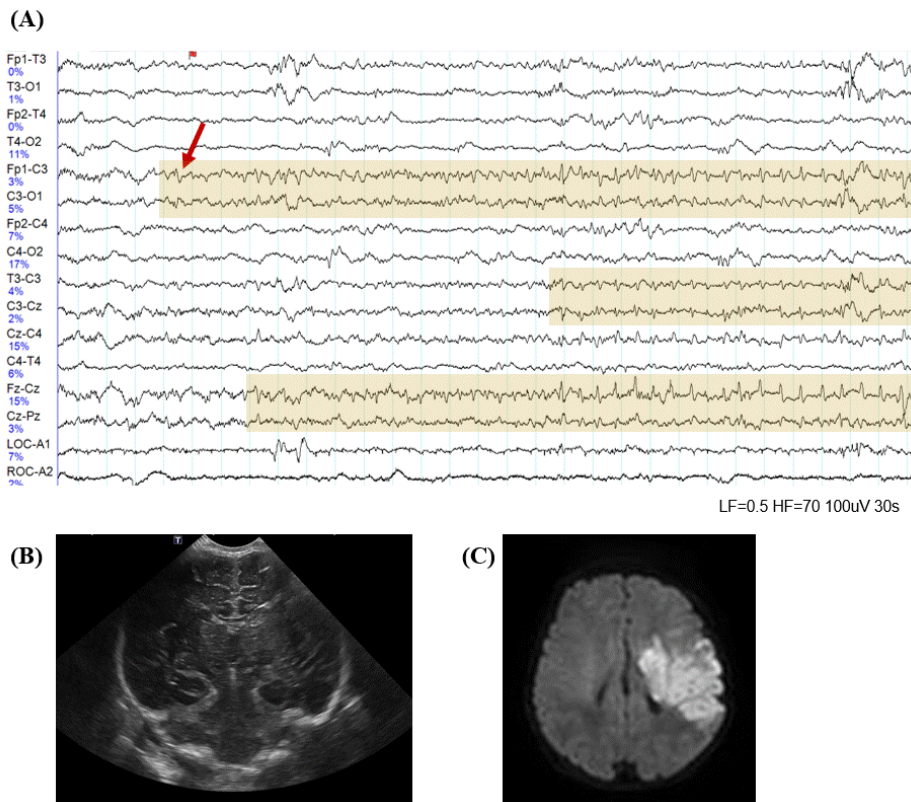 (A)
Fp1-T3
0%
T3-O1
1%
Fp2-T4
0%
T4-O2
11%
Fp1-C3
3%
C3-O1
5%
Fp2-C4
7%
C4-O2
17%
T3-C3
4%
C3-Cz
2%
Cz-C4
15%
C4-T4
6%
Fz-Cz
15%
Cz-Pz
3%
LOC-A1
7%
ROC-A2
2%
LF=0.5 HF=70 100uV 30s
(B)
T
(C)